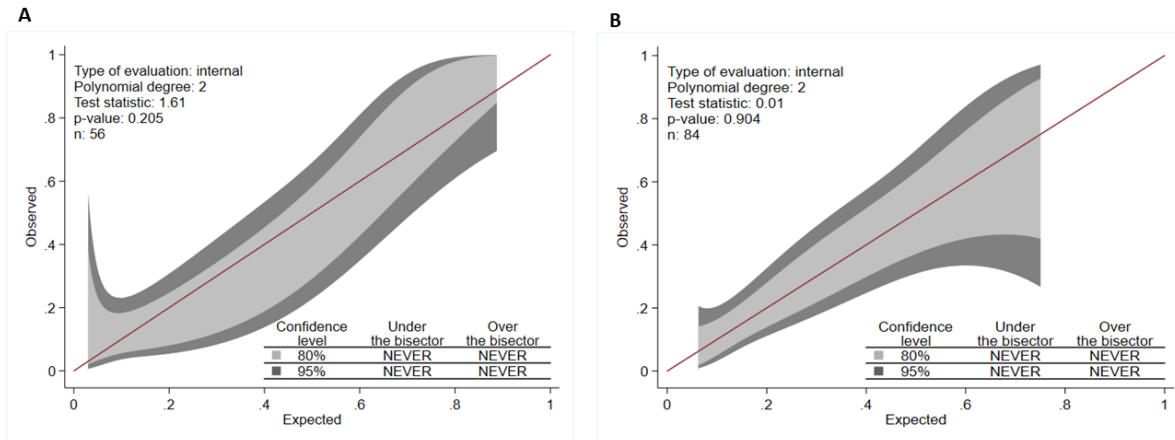 A
Type of evaluation: internal
Polynomial degree: 2
Test statistic: 1.61
p-value: 0.205
n: 56
1
.8
.6
.4
.2
0
Observed
Confidence level
Under the bisector
Over the bisector
80% NEVER NEVER
95% NEVER NEVER
0 .2 .4 .6 .8 1
Expected
B
Type of evaluation: internal
Polynomial degree: 2
Test statistic: 0.01
p-value: 0.904
n: 84
1
.8
.6
.4
.2
0
Observed
Confidence level
Under the bisector
Over the bisector
80% NEVER NEVER
95% NEVER NEVER
0 .2 .4 .6 .8 1
Expected